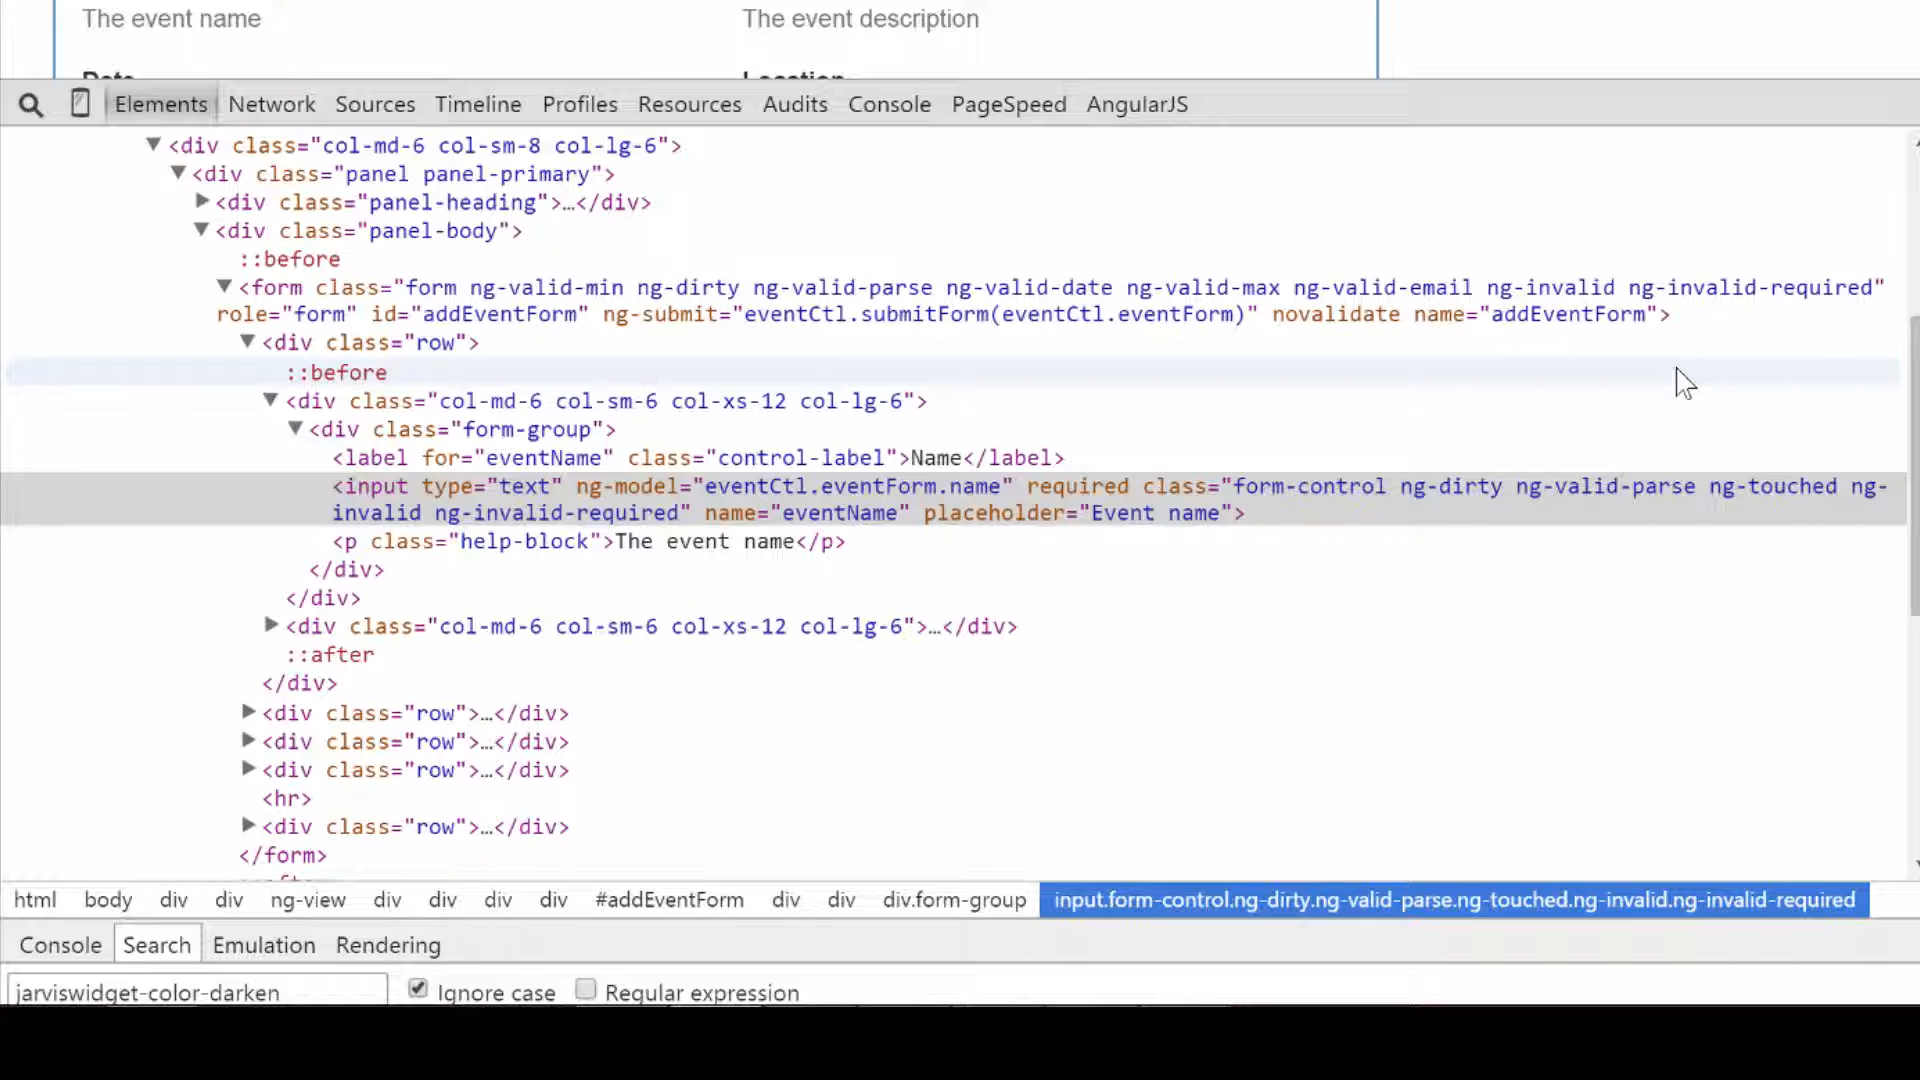 The event name The event description
Date Location
Elements Network Sources Timeline Profiles Resources Audits Console PageSpeed AngularJS
<div class="col-md-6 col-sm-8 col-lg-6">
<div class="panel panel-primary">
<div class="panel-heading">…</div>
<div class="panel-body">
::before
<form class="form ng-valid-min ng-dirty ng-valid-parse ng-valid-date ng-valid-max ng-valid-email ng-invalid ng-invalid-required"
role="form" id="addEventForm" ng-submit="eventCtl.submitForm(eventCtl.eventForm)" novalidate name="addEventForm">
<div class="row">
::before
<div class="col-md-6 col-sm-6 col-xs-12 col-lg-6">
<div class="form-group">
<label for="eventName" class="control-label">Name</label>
<input type="text" ng-model="eventCtl.eventForm.name" required class="form-control ng-dirty ng-valid-parse ng-touched ng-
invalid ng-invalid-required" name="eventName" placeholder="Event name">
<p class="help-block">The event name</p>
</div>
</div>
<div class="col-md-6 col-sm-6 col-xs-12 col-lg-6">…</div>
::after
</div>
<div class="row">…</div>
<div class="row">…</div>
<div class="row">…</div>
<hr>
<div class="row">…</div>
</form>
::after
html body div div ng-view div div div div #addEventForm div div div.form-group input.form-control.ng-dirty.ng-valid-parse.ng-touched.ng-invalid.ng-invalid-required
Console Search Emulation Rendering
jarviswidget-color-darken Ignore case Regular expression